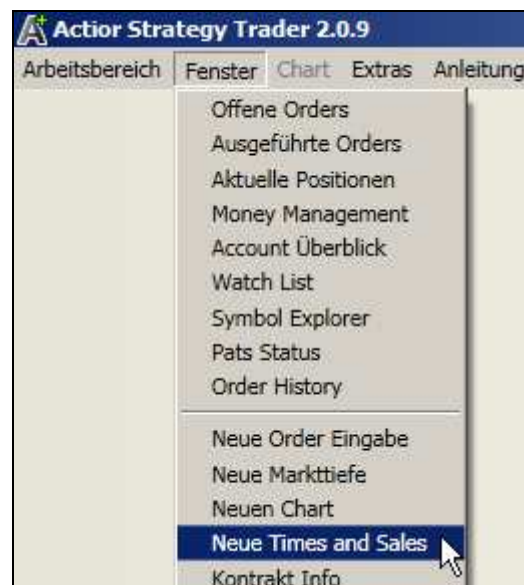 Actior Strategy Trader 2.0.9
Arbeitsbereich Fenster Chart Extras Anleitung
Offene Orders
Ausgeführte Orders
Aktuelle Positionen
Money Management
Account Überblick
Watch List
Symbol Explorer
Pats Status
Order History
Neue Order Eingabe
Neue Markttiefe
Neuen Chart
Neue Times and Sales
Kontrakt Info